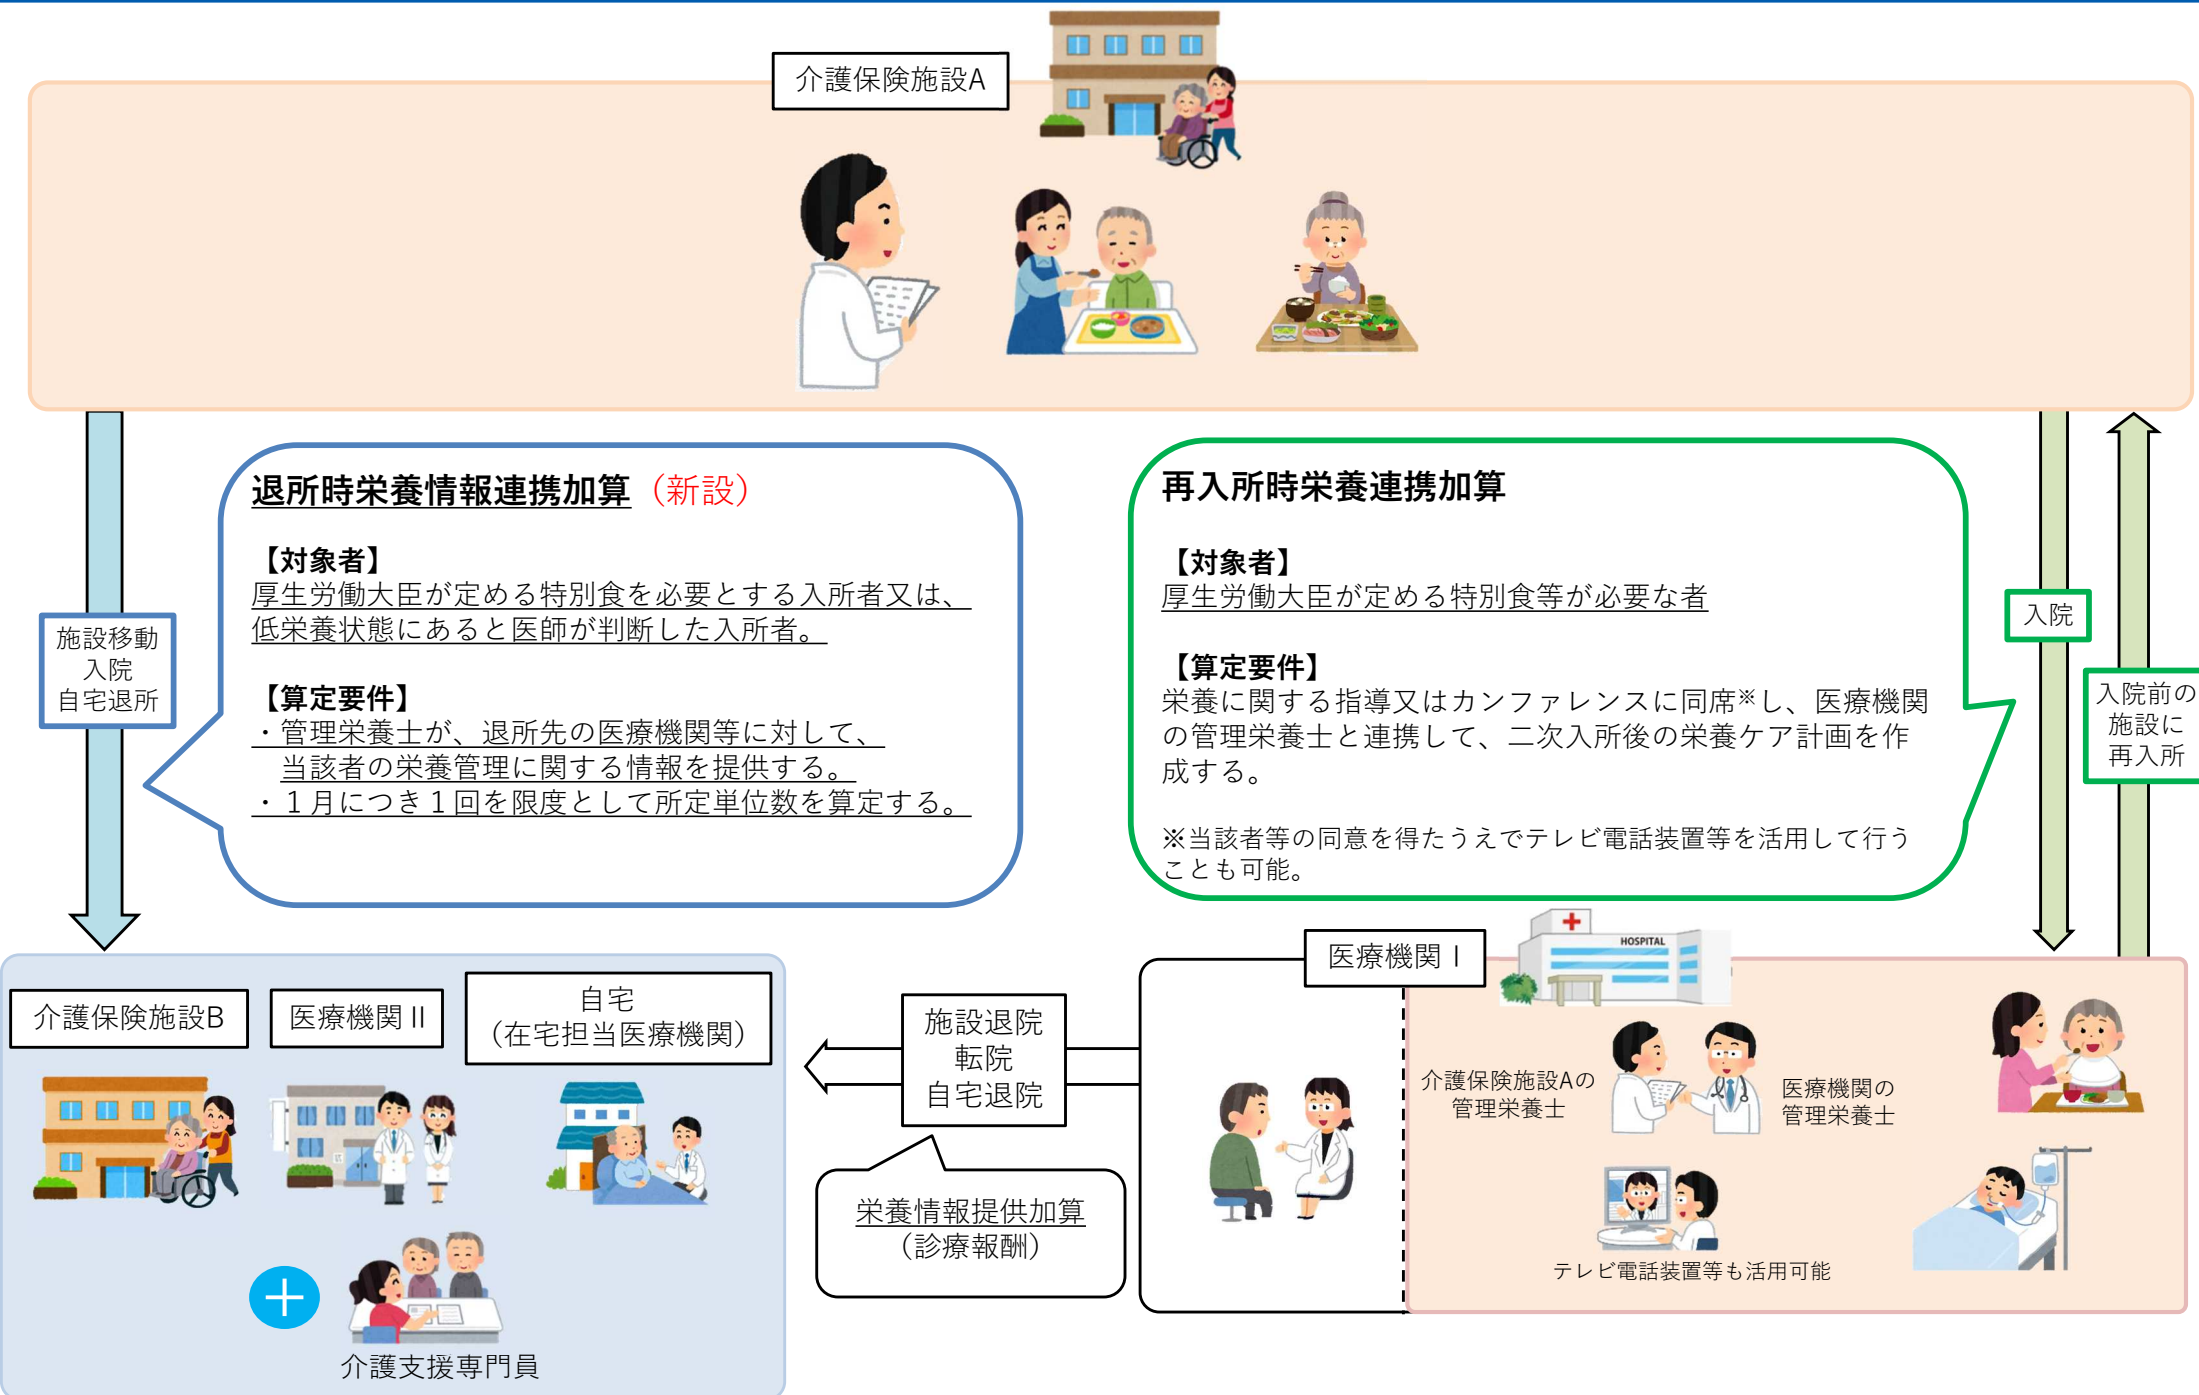 介護保険施設A
退所時栄養情報連携加算（新設）
【対象者】
厚生労働大臣が定める特別食を必要とする入所者又は、
低栄養状態にあると医師が判断した入所者。
【算定要件】
・管理栄養士が、退所先の医療機関等に対して、
当該者の栄養管理に関する情報を提供する。
・１月につき１回を限度として所定単位数を算定する。
施設移動
入院
自宅退所
再入所時栄養連携加算
【対象者】
厚生労働大臣が定める特別食等が必要な者
【算定要件】
栄養に関する指導又はカンファレンスに同席※し、医療機関
の管理栄養士と連携して、二次入所後の栄養ケア計画を作
成する。
※当該者等の同意を得たうえでテレビ電話装置等を活用して行う
ことも可能。
入院
入院前の
施設に
再入所
介護保険施設B
医療機関Ⅱ
自宅
（在宅担当医療機関）
介護支援専門員
施設退院
転院
自宅退院
栄養情報提供加算
（診療報酬）
医療機関Ⅰ
HOSPITAL
介護保険施設Aの
管理栄養士
医療機関の
管理栄養士
テレビ電話装置等も活用可能